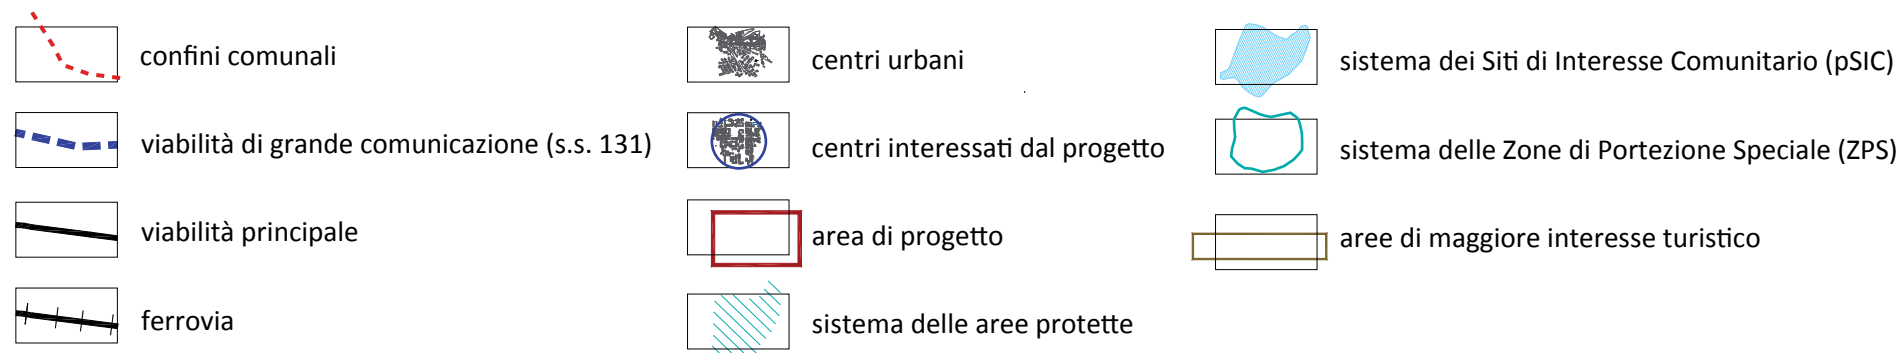 confini comunali
viabilità di grande comunicazione (s.s. 131)
viabilità principale
ferrovia
centri urbani
centri interessati dal progetto
area di progetto
sistema delle aree protette
sistema dei Siti di Interesse Comunitario (pSIC)
sistema delle Zone di Portezione Speciale (ZPS)
aree di maggiore interesse turistico